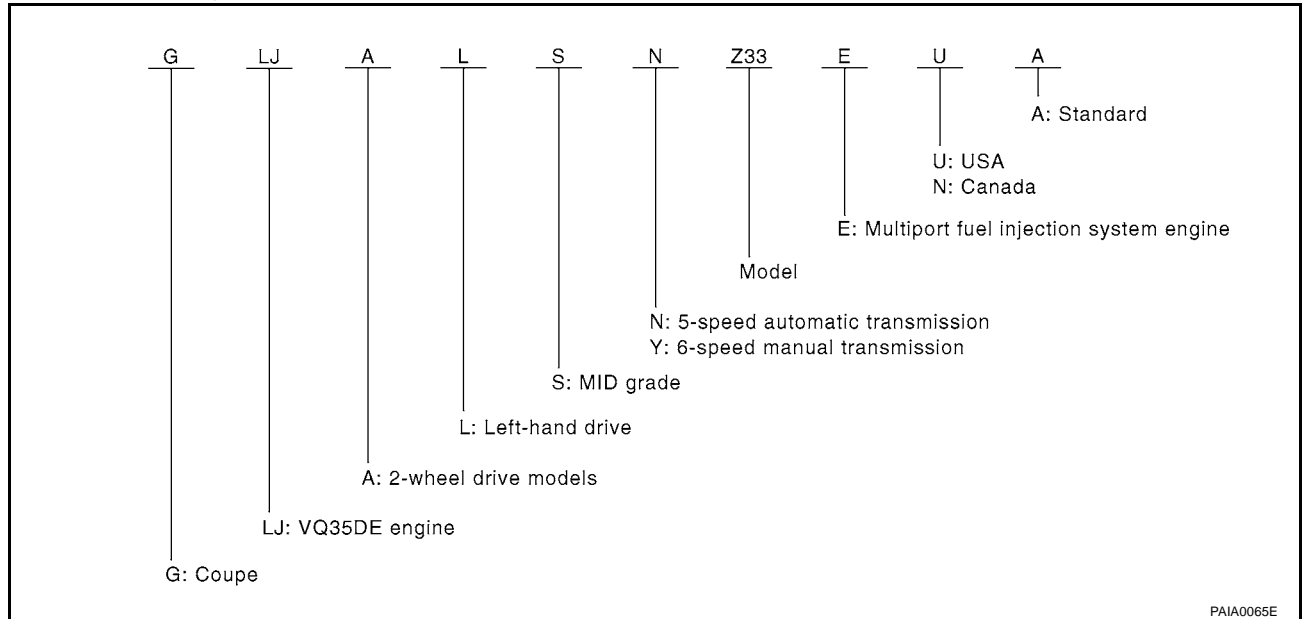 G LJ A L S N Z33 E U A
A: Standard
U: USA
N: Canada
E: Multiport fuel injection system engine
Model
N: 5-speed automatic transmission
Y: 6-speed manual transmission
S: MID grade
L: Left-hand drive
A: 2-wheel drive models
LJ: VQ35DE engine
G: Coupe
PAIA0065E